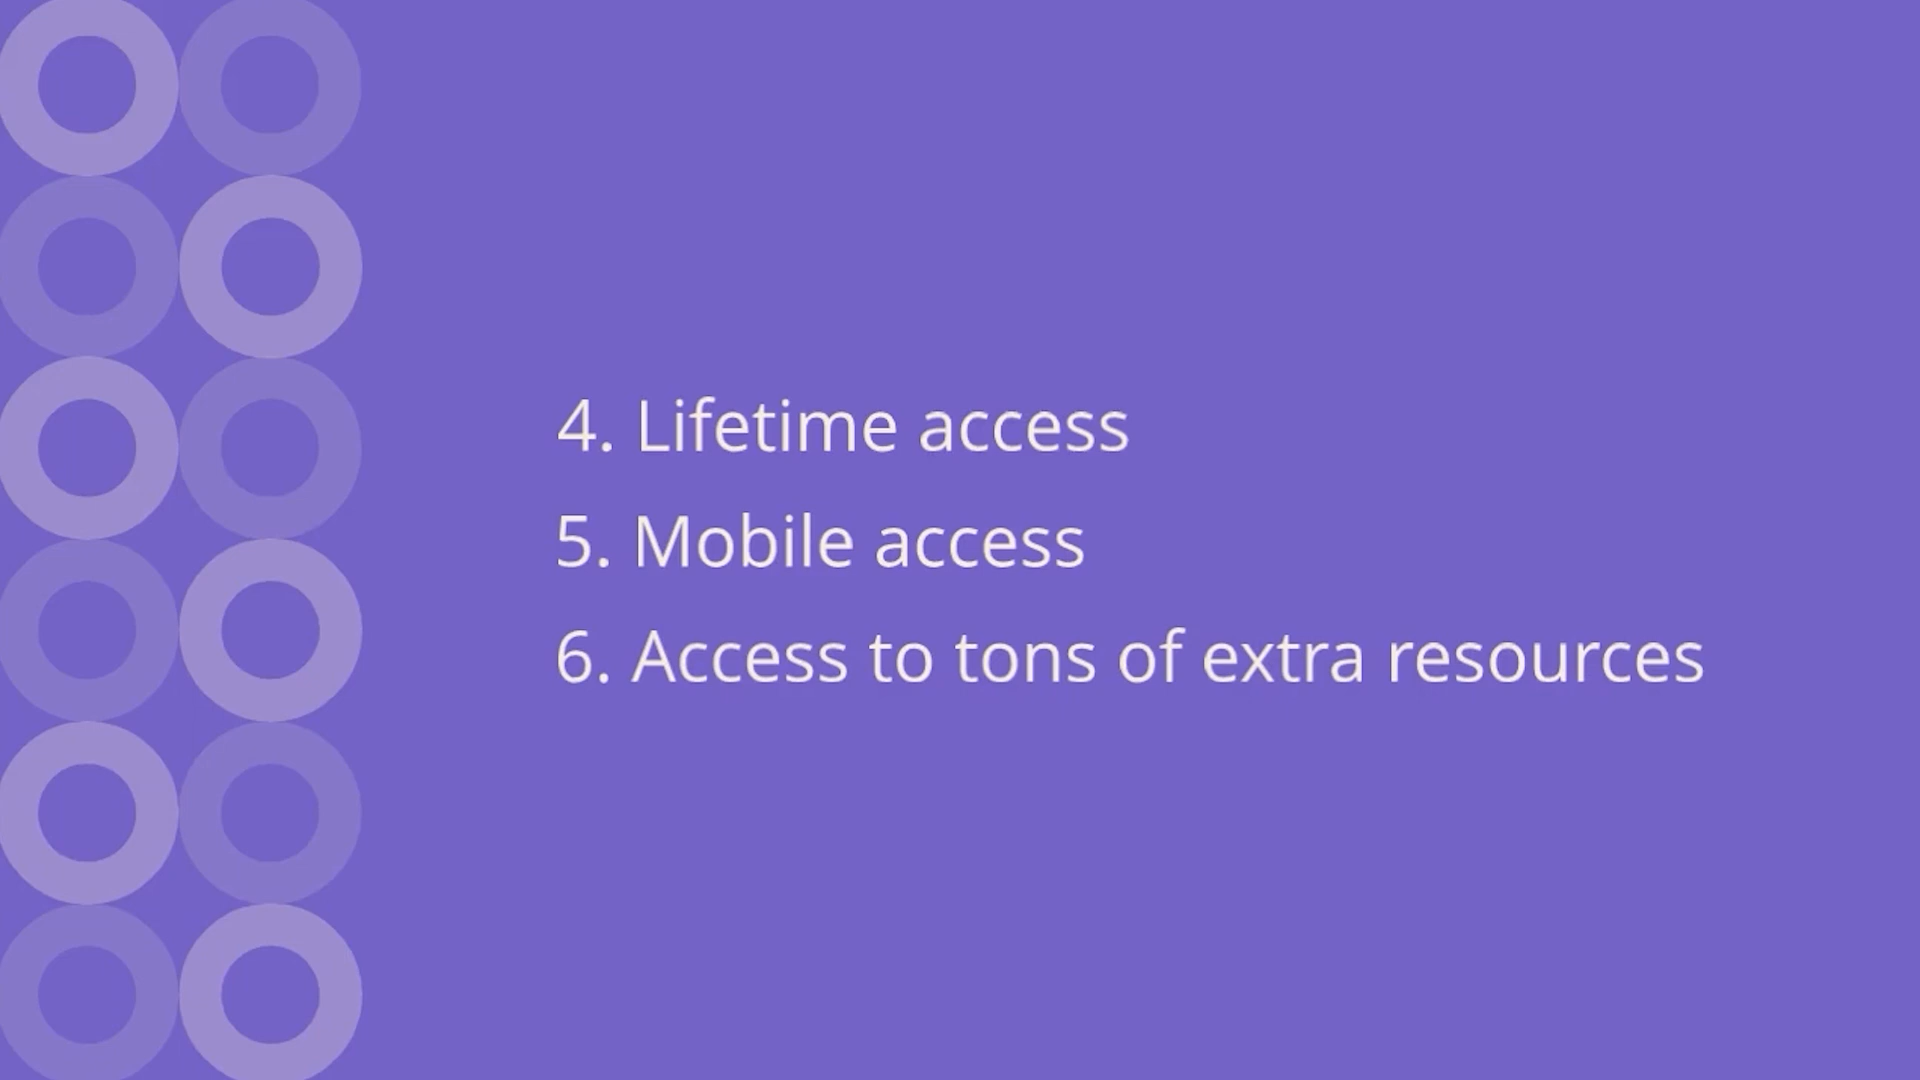 4. Lifetime access
5. Mobile access
6. Access to tons of extra resources